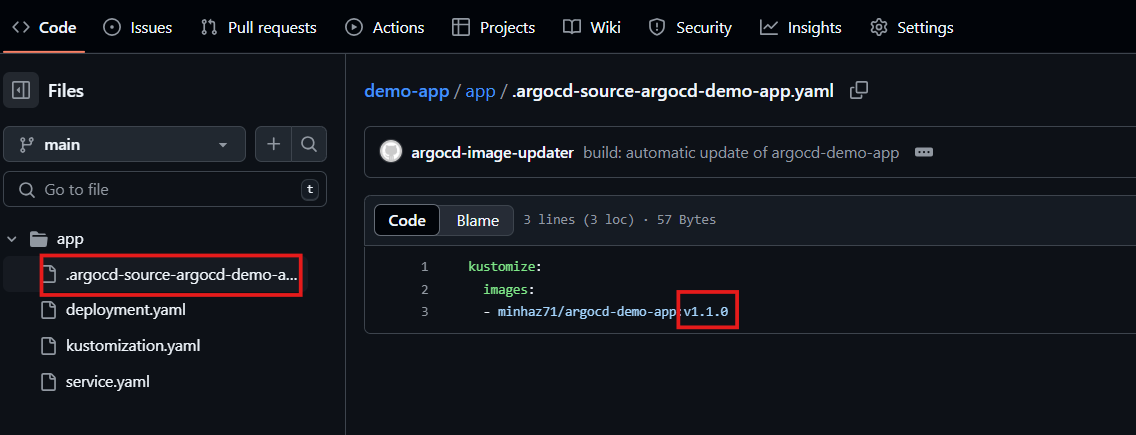 Code Issues Pull requests Actions Projects Wiki Security Insights Settings
Files
main
Go to file t
app
.argocd-source-argocd-demo-a...
deployment.yaml
kustomization.yaml
service.yaml
demo-app / app / .argocd-source-argocd-demo-app.yaml
argocd-image-updater build: automatic update of argocd-demo-app
Code Blame 3 lines (3 loc) · 57 Bytes
1 kustomize:
2 images:
3 - minhaz71/argocd-demo-app:v1.1.0